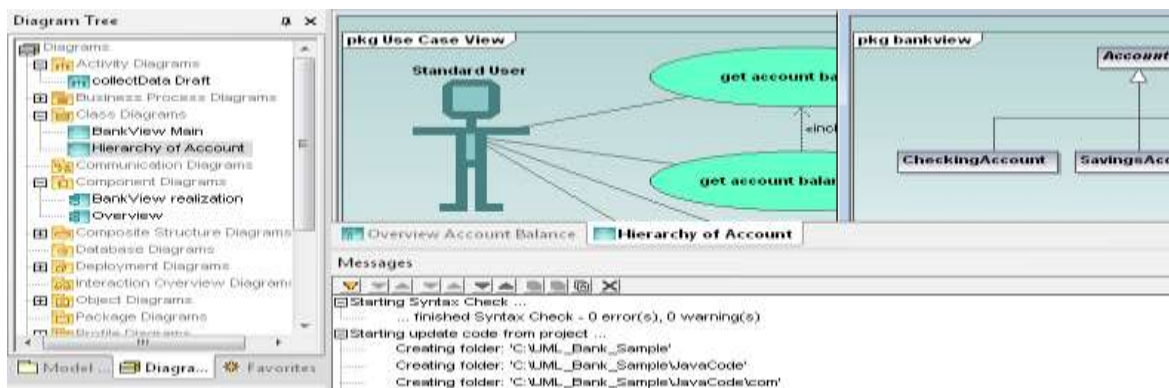 Diagram Tree
Diagrams
Activity Diagrams
collectData Draft
Business Process Diagrams
Class Diagrams
BankView Main
Hierarchy of Account
Communication Diagrams
Component Diagrams
BankView realization
Overview
Composite Structure Diagrams
Database Diagrams
Deployment Diagrams
Interaction Overview Diagram
Object Diagrams
Package Diagrams
Profile Diagrams
Model ...
Diagra...
Favorites
pkg Use Case View
Standard User
get account ba
«incl
get account balan
pkg bankview
Account
CheckingAccount
SavingsAcc
Overview Account Balance
Hierarchy of Account
Messages
Starting Syntax Check ...
... finished Syntax Check - 0 error(s), 0 warning(s)
Starting update code from project ...
Creating folder: 'C:\UML_Bank_Sample'
Creating folder: 'C:\UML_Bank_Sample\JavaCode'
Creating folder: 'C:\UML_Bank_Sample\JavaCode\com'